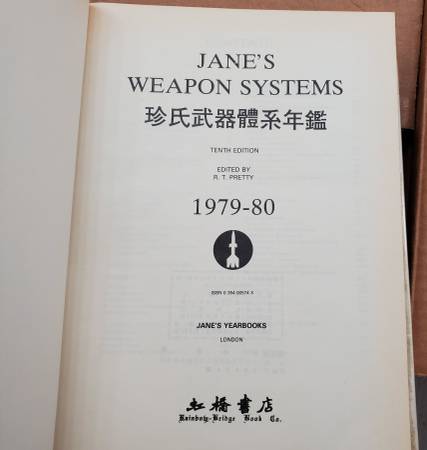 JANE'S
WEAPON SYSTEMS
珍氏武器體系年鑑
TENTH EDITION
EDITED BY
R. T. PRETTY
1979-80
JANE'S YEARBOOKS
LONDON
虹橋書店
Rainbow-Bridge Book Co.